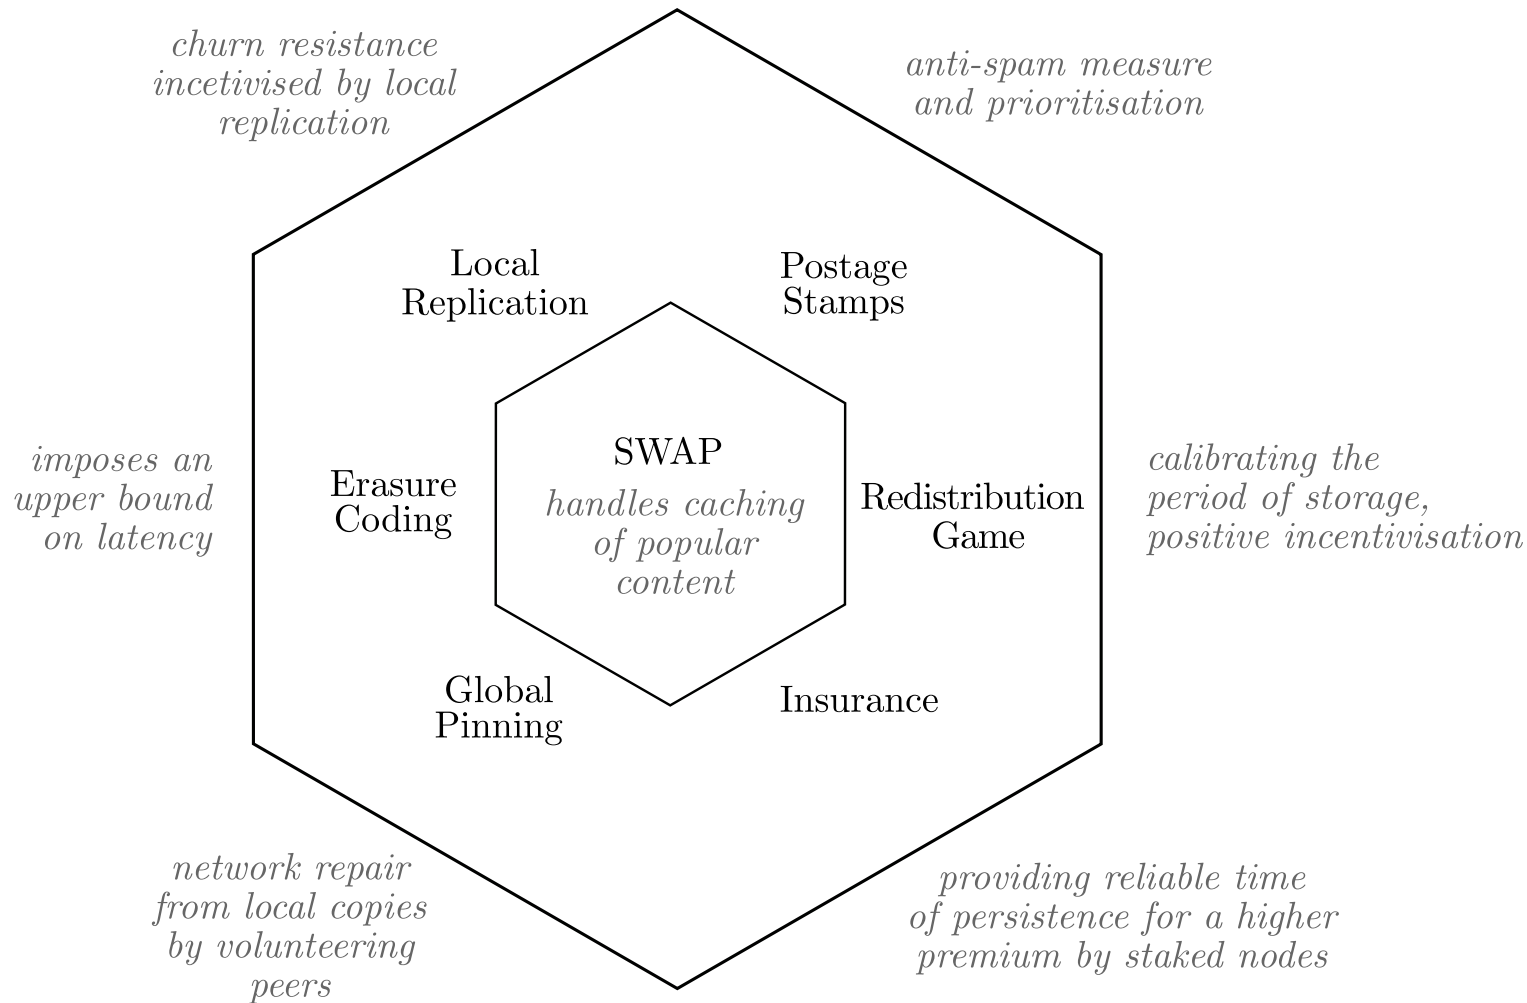 churn resistance
incetivised by local
replication
anti-spam measure
and prioritisation
Local
Replication
Postage
Stamps
imposes an
upper bound
on latency
Erasure
Coding
SWAP
handles caching
of popular
content
Redistribution
Game
calibrating the
period of storage,
positive incentivisation
Global
Pinning
Insurance
network repair
from local copies
by volunteering
peers
providing reliable time
of persistence for a higher
premium by staked nodes